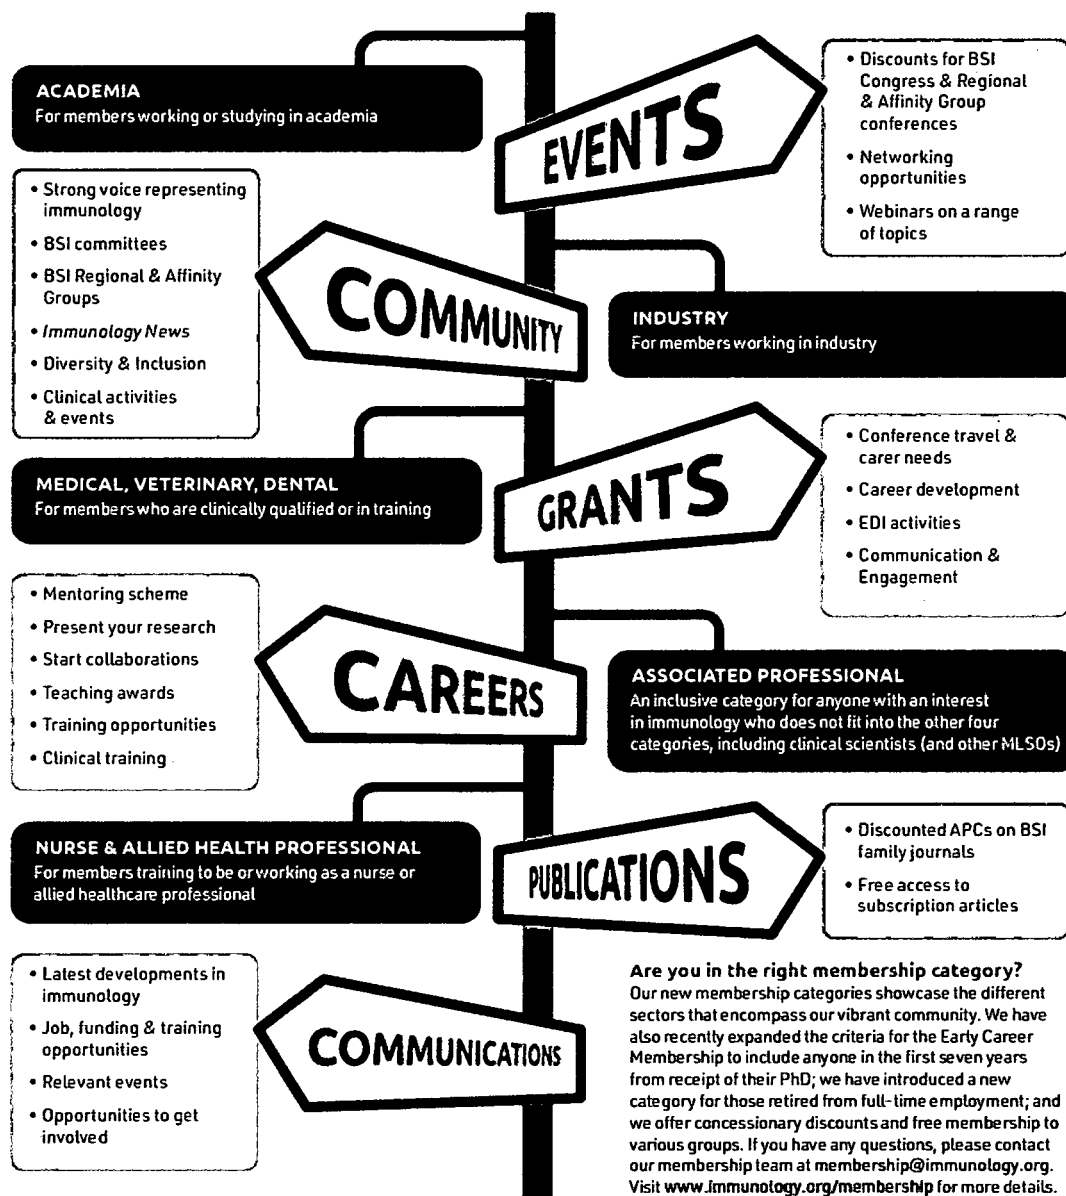 ACADEMIA
For members working or studying in academia
EVENTS
• Discounts for BSI
Congress & Regional
& Affinity Group
conferences
• Networking
opportunities
• Webinars on a range
of topics
• Strong voice representing
immunology
• BSI committees
• BSI Regional & Affinity
Groups
• Immunology News
• Diversity & Inclusion
• Clinical activities
& events
COMMUNITY
INDUSTRY
For members working in industry
MEDICAL, VETERINARY, DENTAL
For members who are clinically qualified or in training
GRANTS
• Conference travel &
carer needs
• Career development
• EDI activities
• Communication &
Engagement
• Mentoring scheme
• Present your research
• Start collaborations
• Teaching awards
• Training opportunities
• Clinical training
CAREERS
ASSOCIATED PROFESSIONAL
An inclusive category for anyone with an interest
in immunology who does not fit into the other four
categories, including clinical scientists (and other MLSOs)
NURSE & ALLIED HEALTH PROFESSIONAL
For members training to be or working as a nurse or
allied healthcare professional
PUBLICATIONS
• Discounted APCs on BSI
family journals
• Free access to
subscription articles
• Latest developments in
immunology
• Job, funding & training
opportunities
• Relevant events
• Opportunities to get
involved
COMMUNICATIONS
Are you in the right membership category?
Our new membership categories showcase the different
sectors that encompass our vibrant community. We have
also recently expanded the criteria for the Early Career
Membership to include anyone in the first seven years
from receipt of their PhD; we have introduced a new
category for those retired from full-time employment; and
we offer concessionary discounts and free membership to
various groups. If you have any questions, please contact
our membership team at membership@immunology.org.
Visit www.immunology.org/membership for more details.